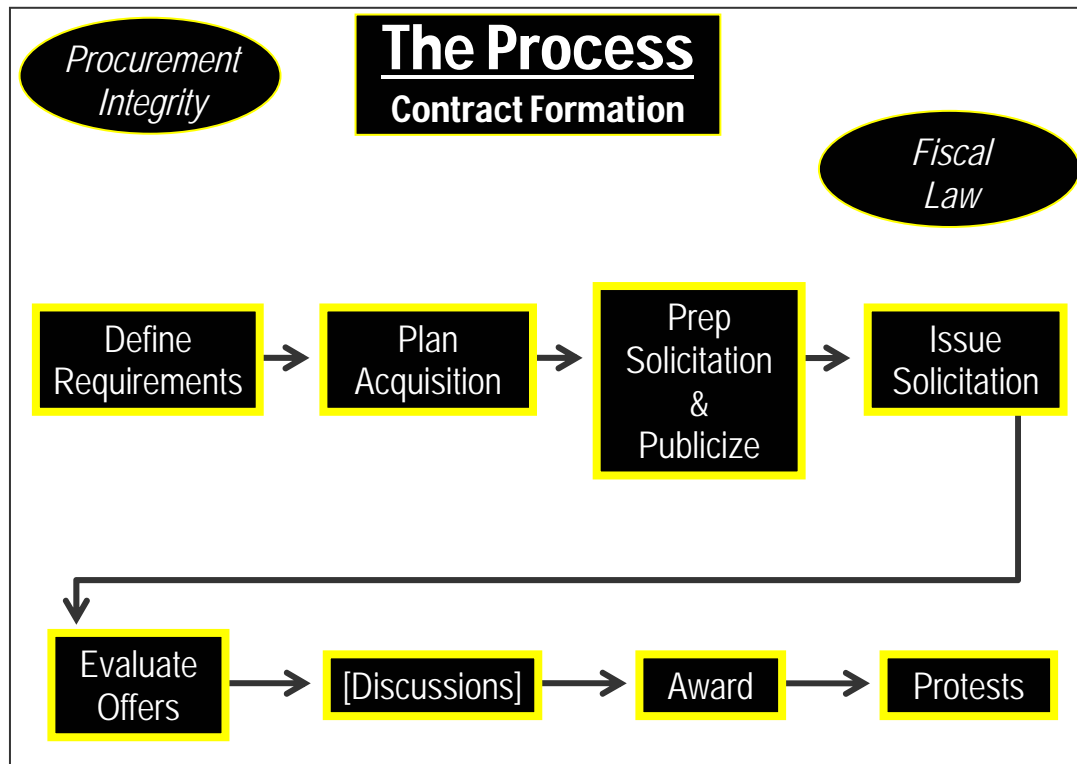 Procurement
Integrity
The Process
Contract Formation
Fiscal
Law
Define
Requirements
Plan
Acquisition
Prep
Solicitation
&
Publicize
Issue
Solicitation
Evaluate
Offers
[Discussions]
Award
Protests